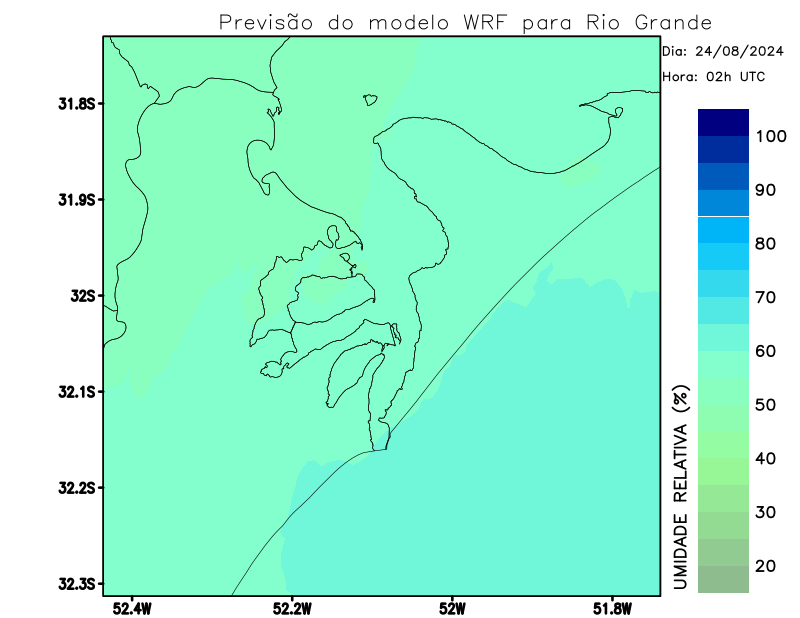 Previsão do modelo WRF para Rio Grande
Dia: 24/08/2024
Hora: 02h UTC
31.8S
31.9S
32S
32.1S
32.2S
32.3S
52.4W
52.2W
52W
51.8W
100
90
80
70
60
50
40
30
20
UMIDADE RELATIVA (%)